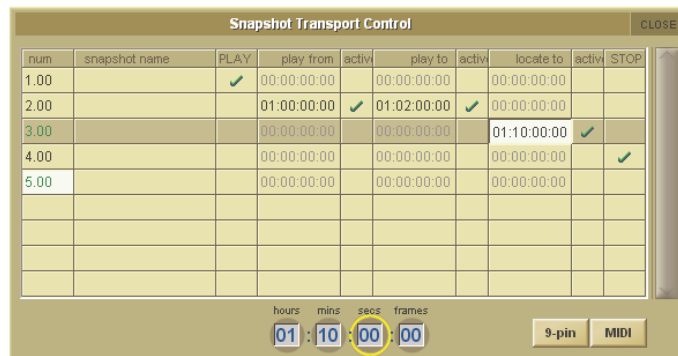 Snapshot Transport Control CLOSE
num snapshot name PLAY play from activ play to activ locate to activ STOP
1.00 00:00:00:00 00:00:00:00 00:00:00:00
2.00 01:00:00:00 01:02:00:00 00:00:00:00
3.00 00:00:00:00 00:00:00:00 01:10:00:00
4.00 00:00:00:00 00:00:00:00 00:00:00:00
5.00 00:00:00:00 00:00:00:00 00:00:00:00
hours mins secs frames
01 : 10 : 00 : 00 9-pin MIDI